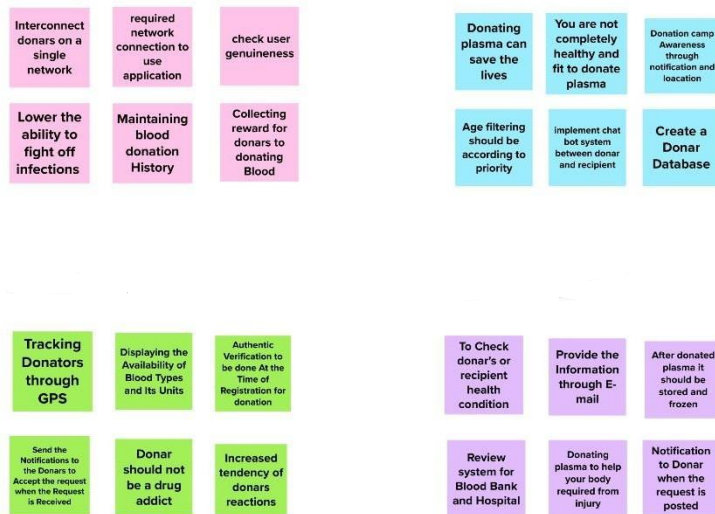 Interconnect
donars on a
single
network
required
network
connection to
use
application
check user
genuineness
Lower the
ability to
fight off
infections
Maintaining
blood
donation
History
Collecting
reward for
donars to
donating
Blood
Donating
plasma can
save the
lives
You are not
completely
healthy and
fit to donate
plasma
Donation camp
Awareness
through
notification and
loacation
Age filtering
should be
according to
priority
implement chat
bot system
between donar
and recipient
Create a
Donar
Database
Tracking
Donators
through
GPS
Displaying the
Availability of
Blood Types
and Its Units
Authentic
Verification to
be done At the
Time of
Registration for
donation
Send the
Notifications to
the Donars to
Accept the request
when the Request
is Received
Donar
should not
be a drug
addict
Increased
tendency of
donars
reactions
To Check
donar's or
recipient
health
condition
Provide the
Information
through E-
mail
After donated
plasma it
should be
stored and
frozen
Review
system for
Blood Bank
and Hospital
Donating
plasma to help
your body
required from
injury
Notification
to Donar
when the
request is
posted